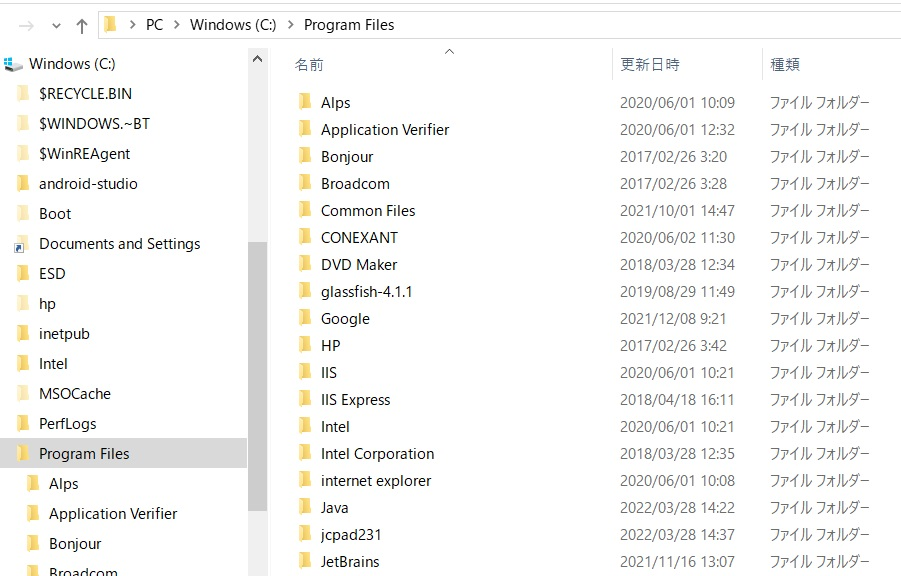 PC > Windows (C:) > Program Files
Windows (C:)
$RECYCLE.BIN
$WINDOWS.~BT
$WinREAgent
android-studio
Boot
Documents and Settings
ESD
hp
inetpub
Intel
MSOCache
PerfLogs
Program Files
Alps
Application Verifier
Bonjour
Broadcom
名前 更新日時 種類
Alps 2020/06/01 10:09 ファイル フォルダー
Application Verifier 2020/06/01 12:32 ファイル フォルダー
Bonjour 2017/02/26 3:20 ファイル フォルダー
Broadcom 2017/02/26 3:28 ファイル フォルダー
Common Files 2021/10/01 14:47 ファイル フォルダー
CONEXANT 2020/06/02 11:30 ファイル フォルダー
DVD Maker 2018/03/28 12:34 ファイル フォルダー
glassfish-4.1.1 2019/08/29 11:49 ファイル フォルダー
Google 2021/12/08 9:21 ファイル フォルダー
HP 2017/02/26 3:42 ファイル フォルダー
IIS 2020/06/01 10:21 ファイル フォルダー
IIS Express 2018/04/18 16:11 ファイル フォルダー
Intel 2020/06/01 10:21 ファイル フォルダー
Intel Corporation 2018/03/28 12:35 ファイル フォルダー
internet explorer 2020/06/01 10:08 ファイル フォルダー
Java 2022/03/28 14:22 ファイル フォルダー
jcpad231 2022/03/28 14:37 ファイル フォルダー
JetBrains 2021/11/16 13:07 ファイル フォルダー